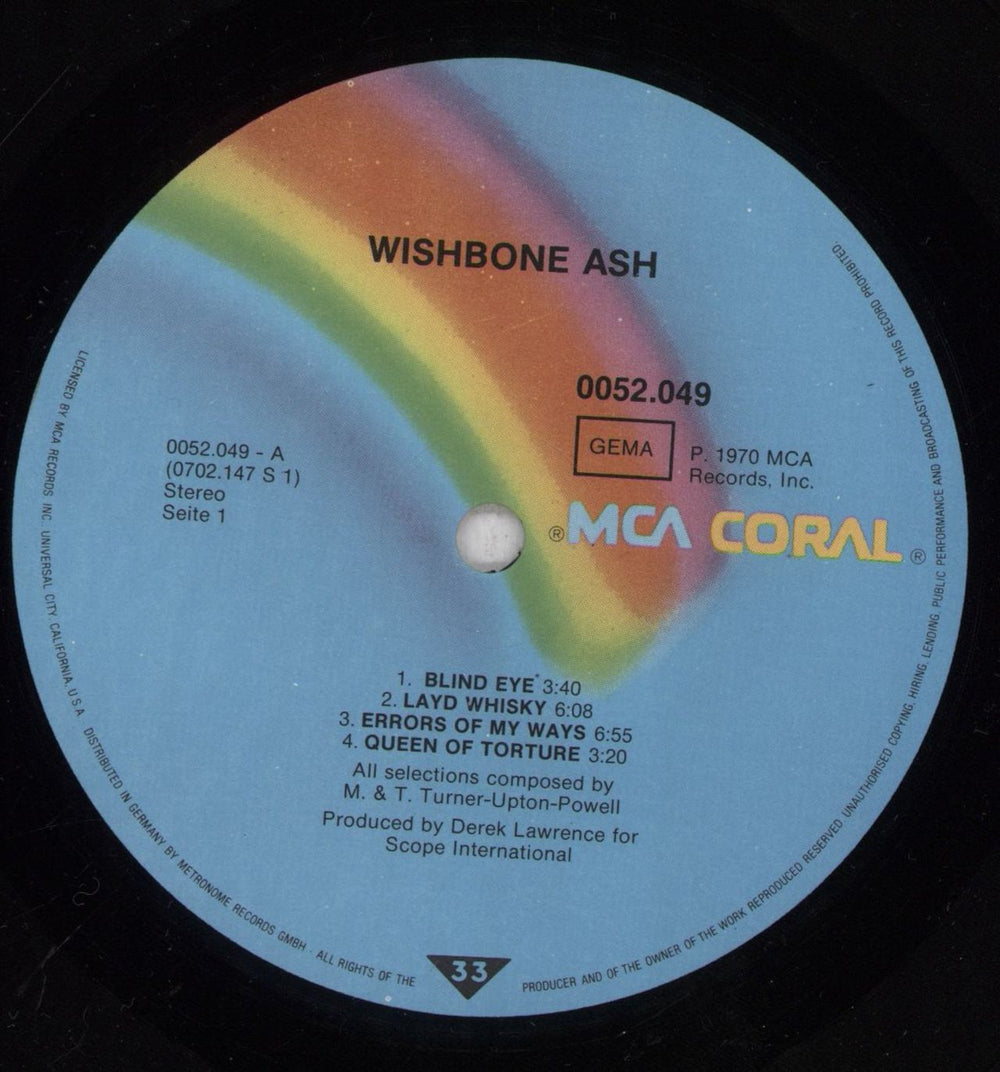 WISHBONE ASH
0052.049
GEMA
P. 1970 MCA
Records, Inc.
0052.049 - A
(0702.147 S 1)
Stereo
Seite 1
®MCA CORAL®
1. BLIND EYE 3:40
2. LAYD WHISKY 6:08
3. ERRORS OF MY WAYS 6:55
4. QUEEN OF TORTURE 3:20
All selections composed by
M. & T. Turner-Upton-Powell
Produced by Derek Lawrence for
Scope International
33
LICENSED BY MCA RECORDS INC. UNIVERSAL CITY, CALIFORNIA, U.S.A. DISTRIBUTED IN GERMANY BY METRONOME RECORDS GMBH · ALL RIGHTS OF THE PRODUCER AND OF THE OWNER OF THE WORK REPRODUCED RESERVED UNAUTHORISED COPYING, HIRING, LENDING, PUBLIC PERFORMANCE AND BROADCASTING OF THIS RECORD PROHIBITED